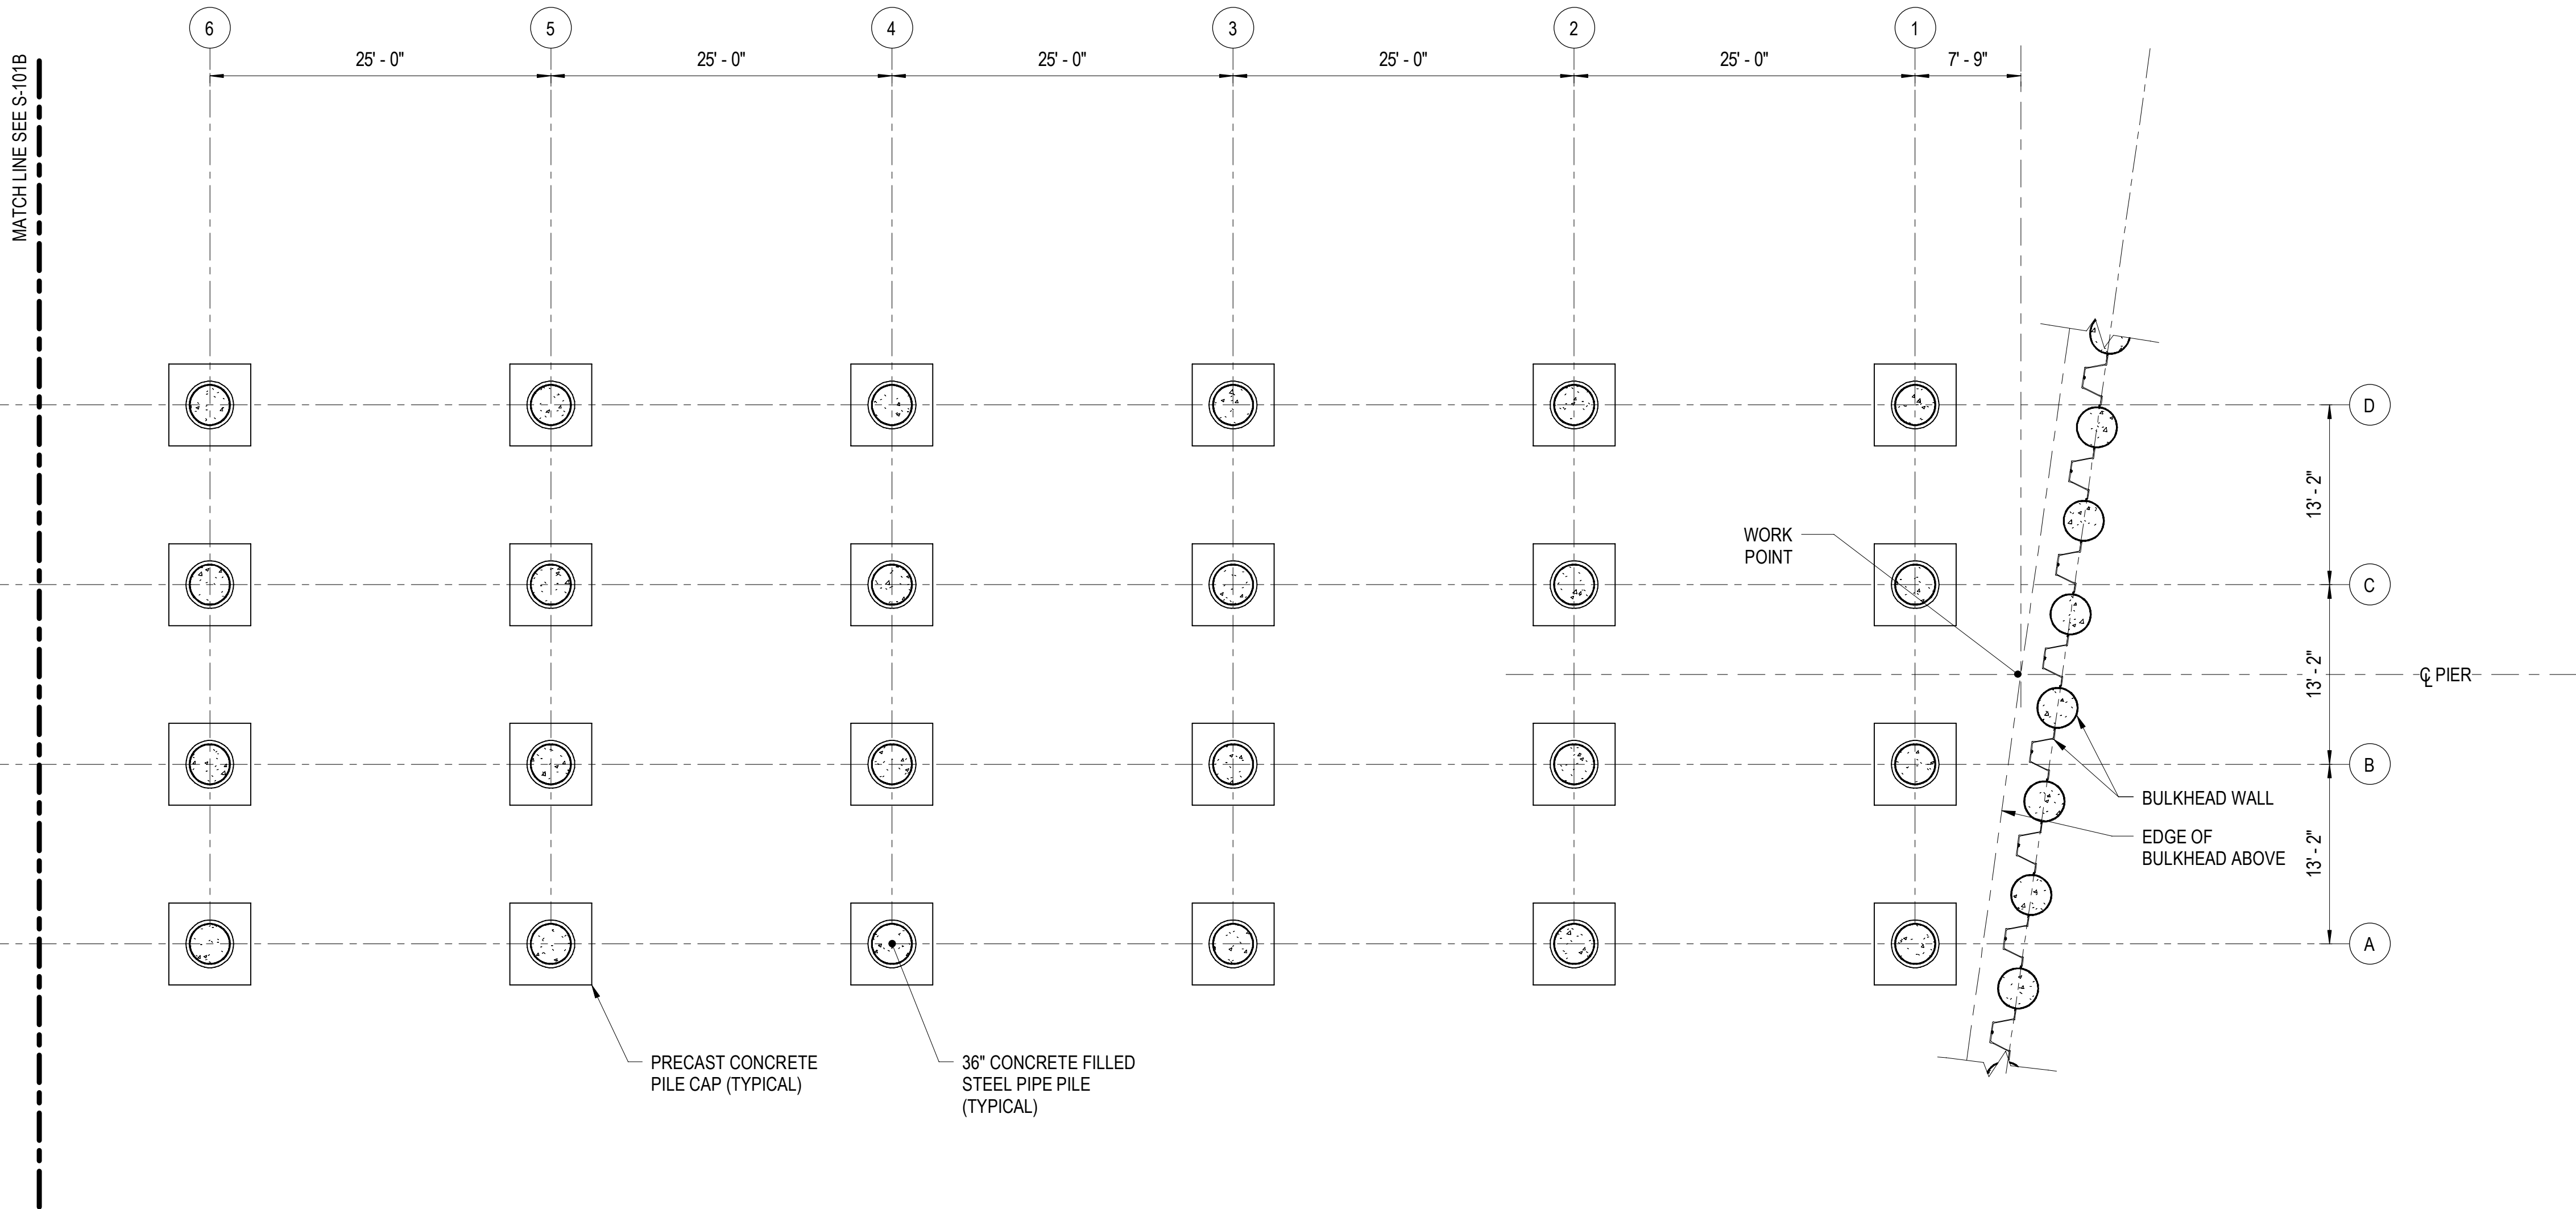 6
5
4
3
2
1
25' - 0"
25' - 0"
25' - 0"
25' - 0"
25' - 0"
7' - 9"
MATCH LINE SEE S-101B
D
13' - 2"
WORK
POINT
C
13' - 2"
℄ PIER
B
BULKHEAD WALL
EDGE OF
BULKHEAD ABOVE
13' - 2"
A
PRECAST CONCRETE
PILE CAP (TYPICAL)
36" CONCRETE FILLED
STEEL PIPE PILE
(TYPICAL)